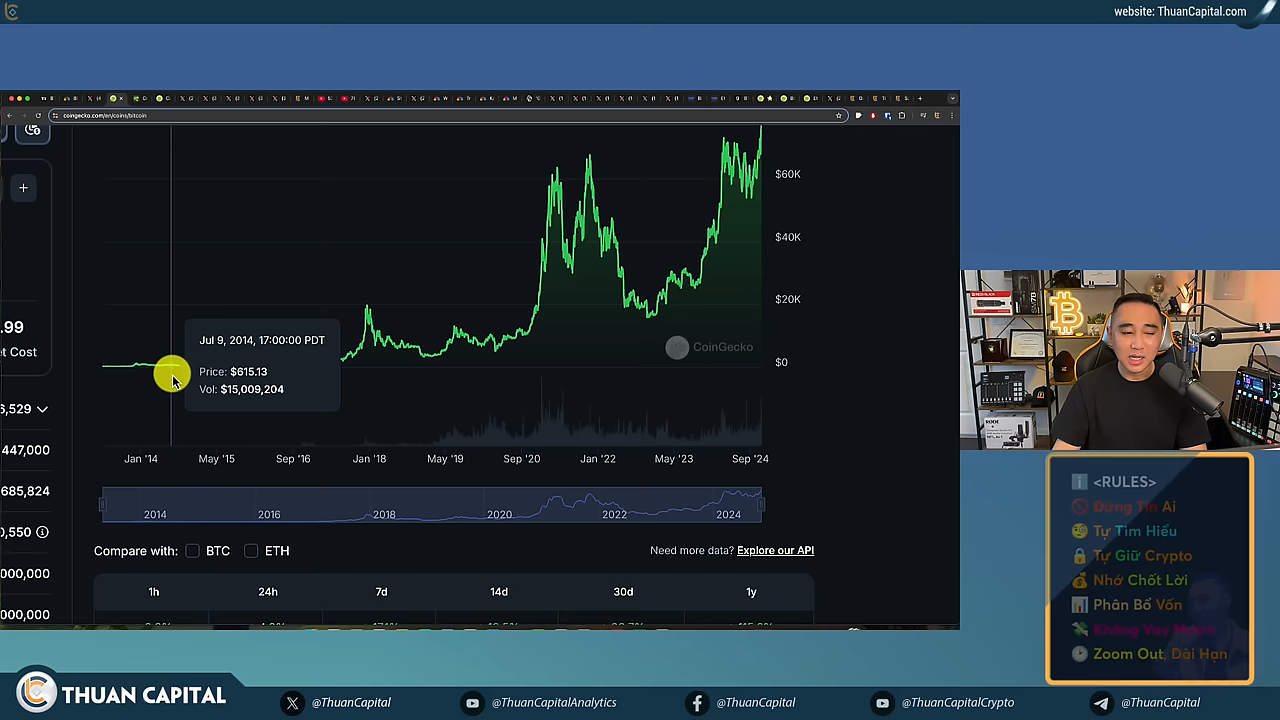 website: ThuanCapital.com
coingecko.com/en/coins/bitcoin
$60K
$40K
$20K
$0
.99
et Cost
6,529
447,000
685,824
0,550
000,000
000,000
Jul 9, 2014, 17:00:00 PDT
Price: $615.13
Vol: $15,009,204
CoinGecko
Jan '14 May '15 Sep '16 Jan '18 May '19 Sep '20 Jan '22 May '23 Sep '24
2014 2016 2018 2020 2022 2024
Compare with: BTC ETH
Need more data? Explore our API
1h 24h 7d 14d 30d 1y
RØDE
<RULES>
Đừng Tin Ai
Tự Tìm Hiểu
Tự Giữ Crypto
Nhớ Chốt Lời
Phân Bổ Vốn
Không Vay Mượn
Zoom Out, Dài Hạn
THUAN CAPITAL
@ThuanCapital
@ThuanCapitalAnalytics
@ThuanCapital
@ThuanCapitalCrypto
@ThuanCapital